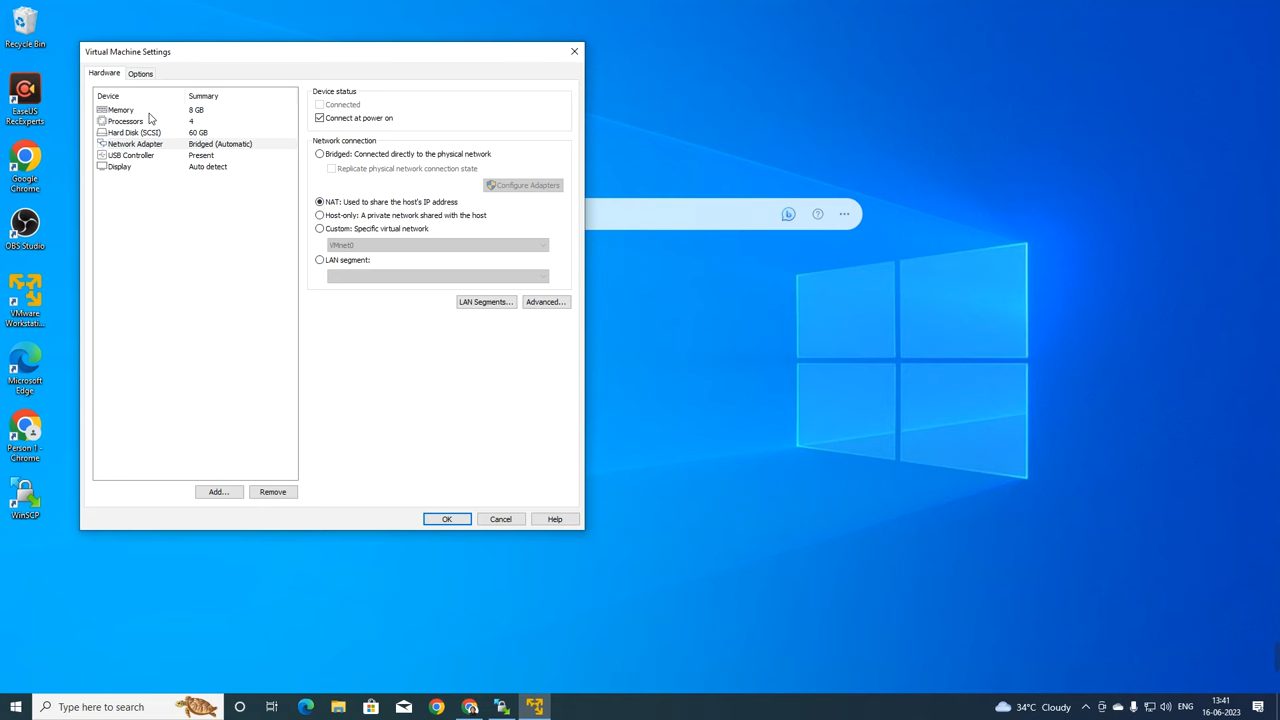 Recycle Bin
EaseUS
RecExperts
Google
Chrome
OBS Studio
VMware
Workstati...
Microsoft
Edge
Person 1 -
Chrome
WinSCP
Virtual Machine Settings
Hardware
Options
Device
Summary
Memory
8 GB
Processors
4
Hard Disk (SCSI)
60 GB
Network Adapter
Bridged (Automatic)
USB Controller
Present
Display
Auto detect
Add...
Remove
Device status
Connected
Connect at power on
Network connection
Bridged: Connected directly to the physical network
Replicate physical network connection state
Configure Adapters
NAT: Used to share the host's IP address
Host-only: A private network shared with the host
Custom: Specific virtual network
VMnet0
LAN segment:
LAN Segments...
Advanced...
OK
Cancel
Help
Type here to search
34°C Cloudy
ENG
13:41
16-06-2023